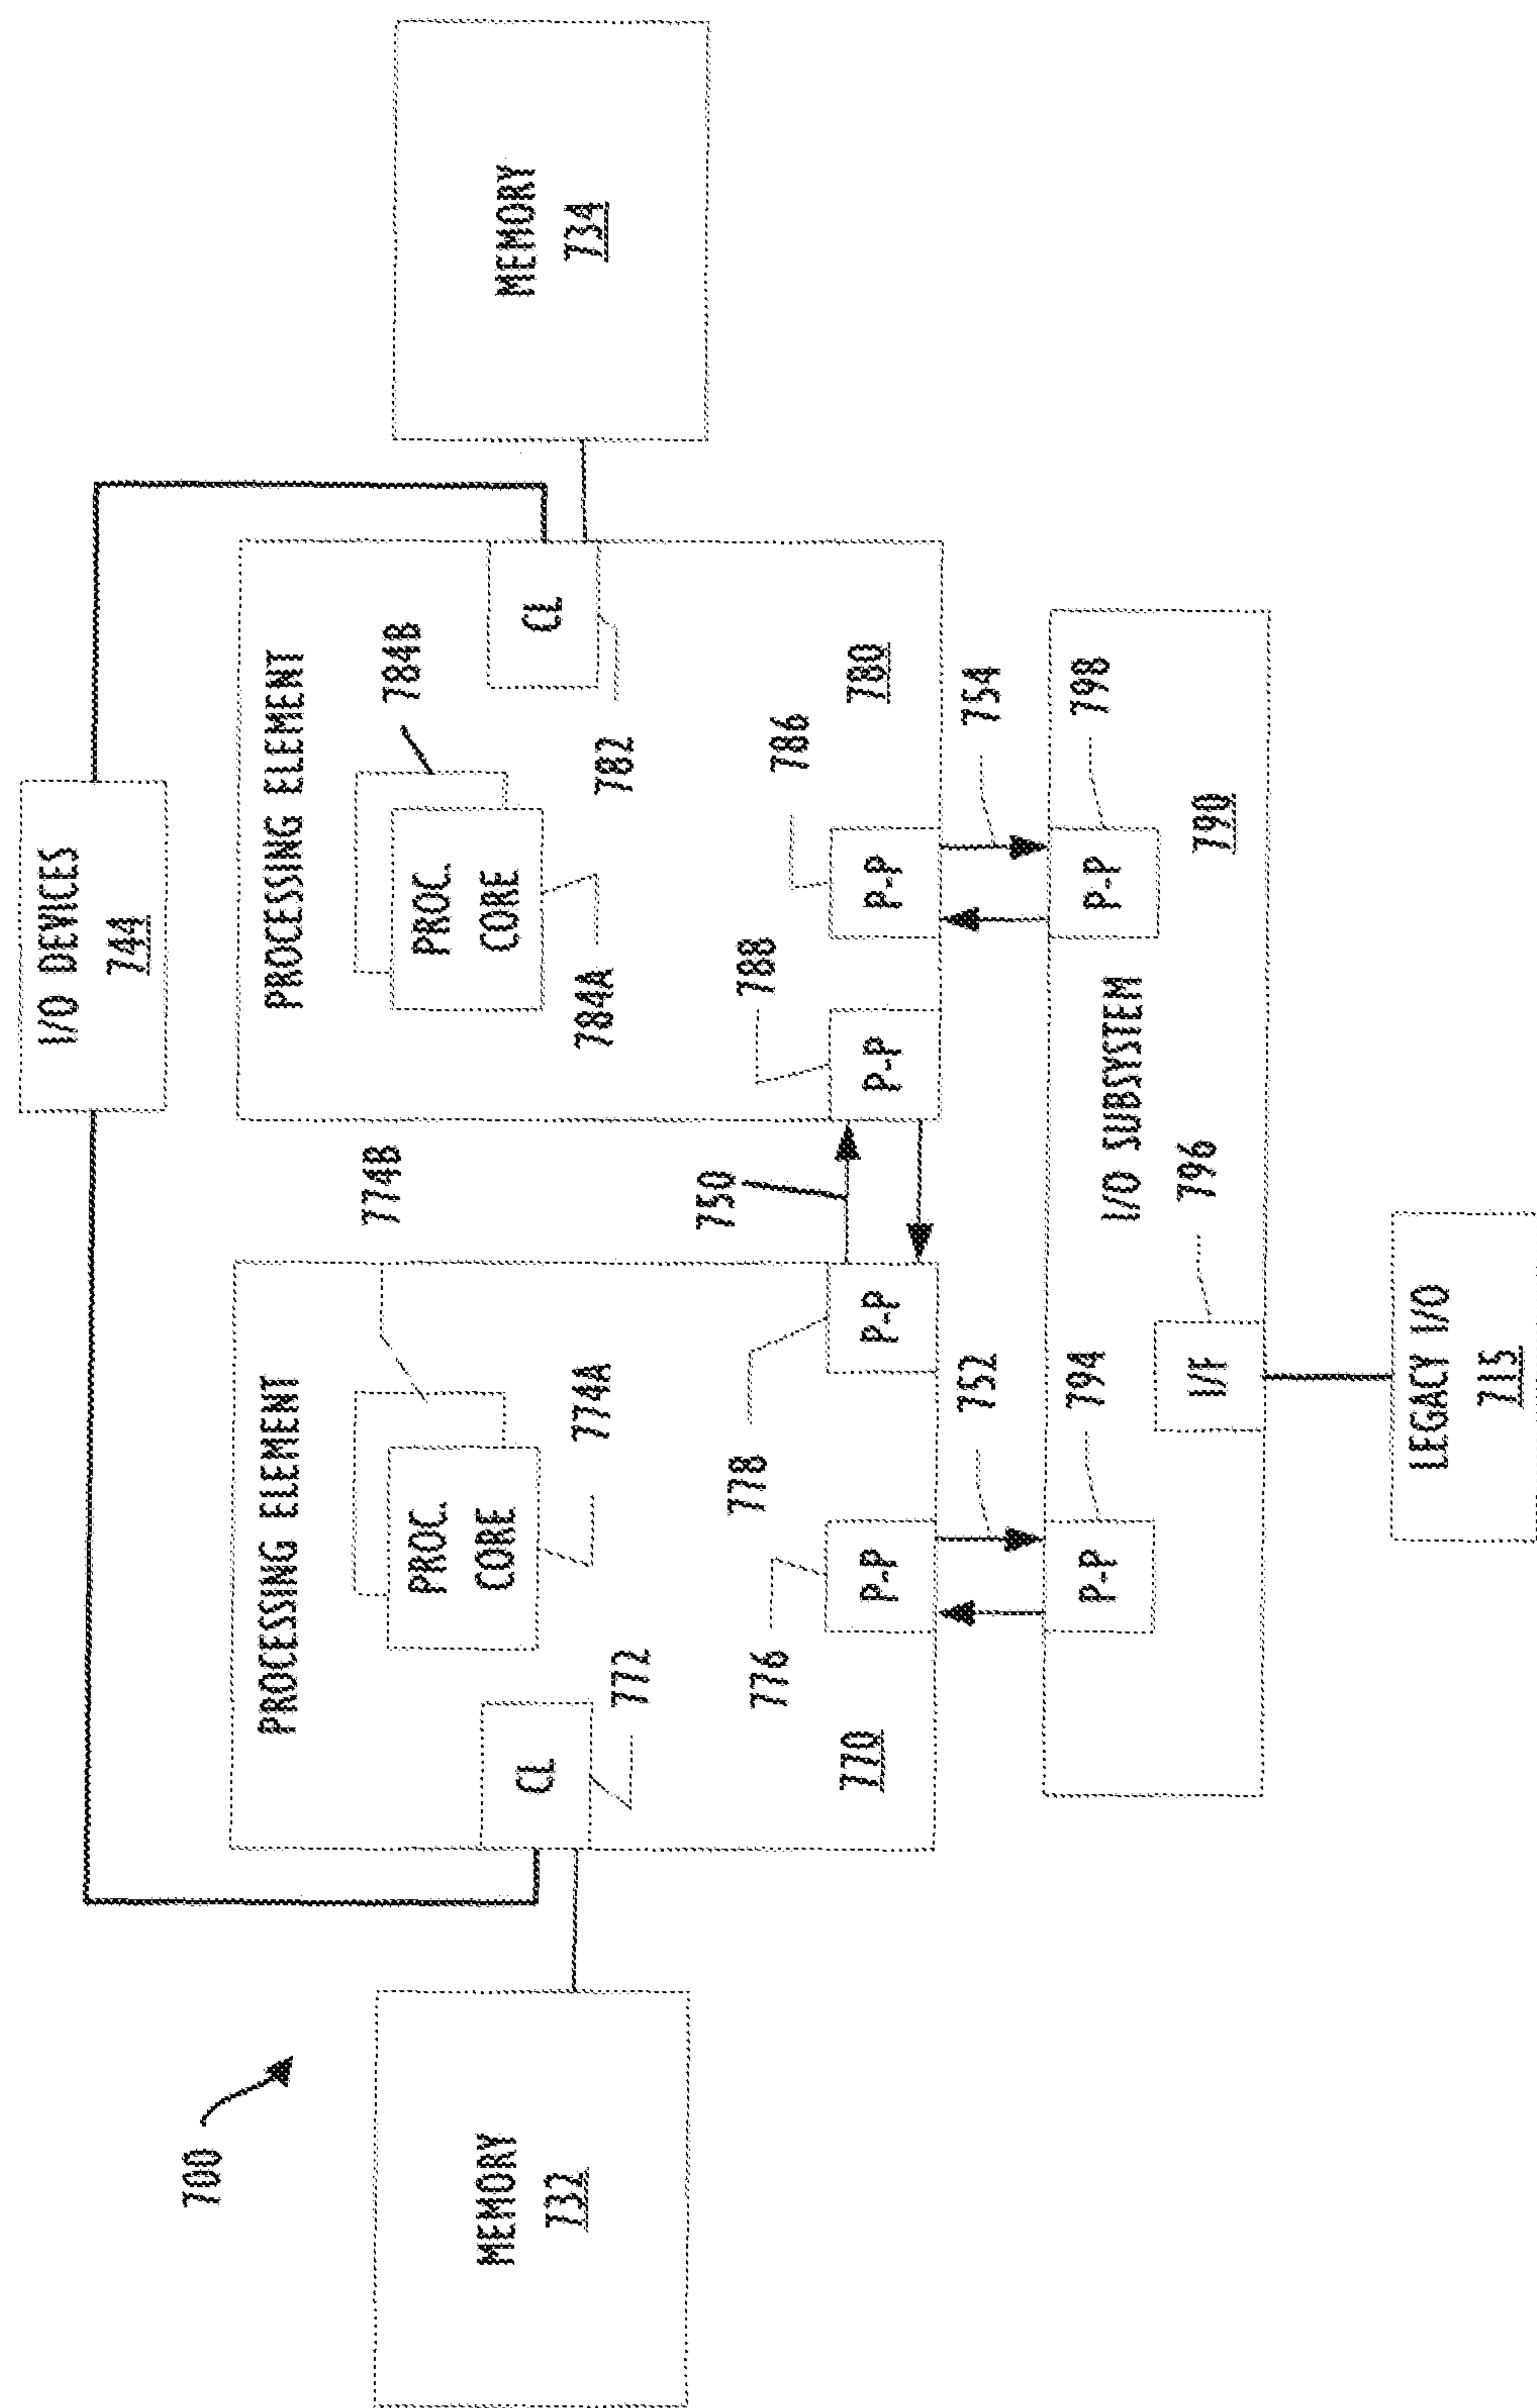 700
I/O DEVICES
744
MEMORY
732
PROCESSING ELEMENT
774B
PROC.
CORE
774A
CL
772
776
778
P-P
P-P
770
750
PROCESSING ELEMENT
784B
PROC.
CORE
784A
CL
782
788
786
P-P
P-P
780
MEMORY
734
752
754
794
P-P
I/O SUBSYSTEM
798
P-P
796
I/F
790
LEGACY I/O
715